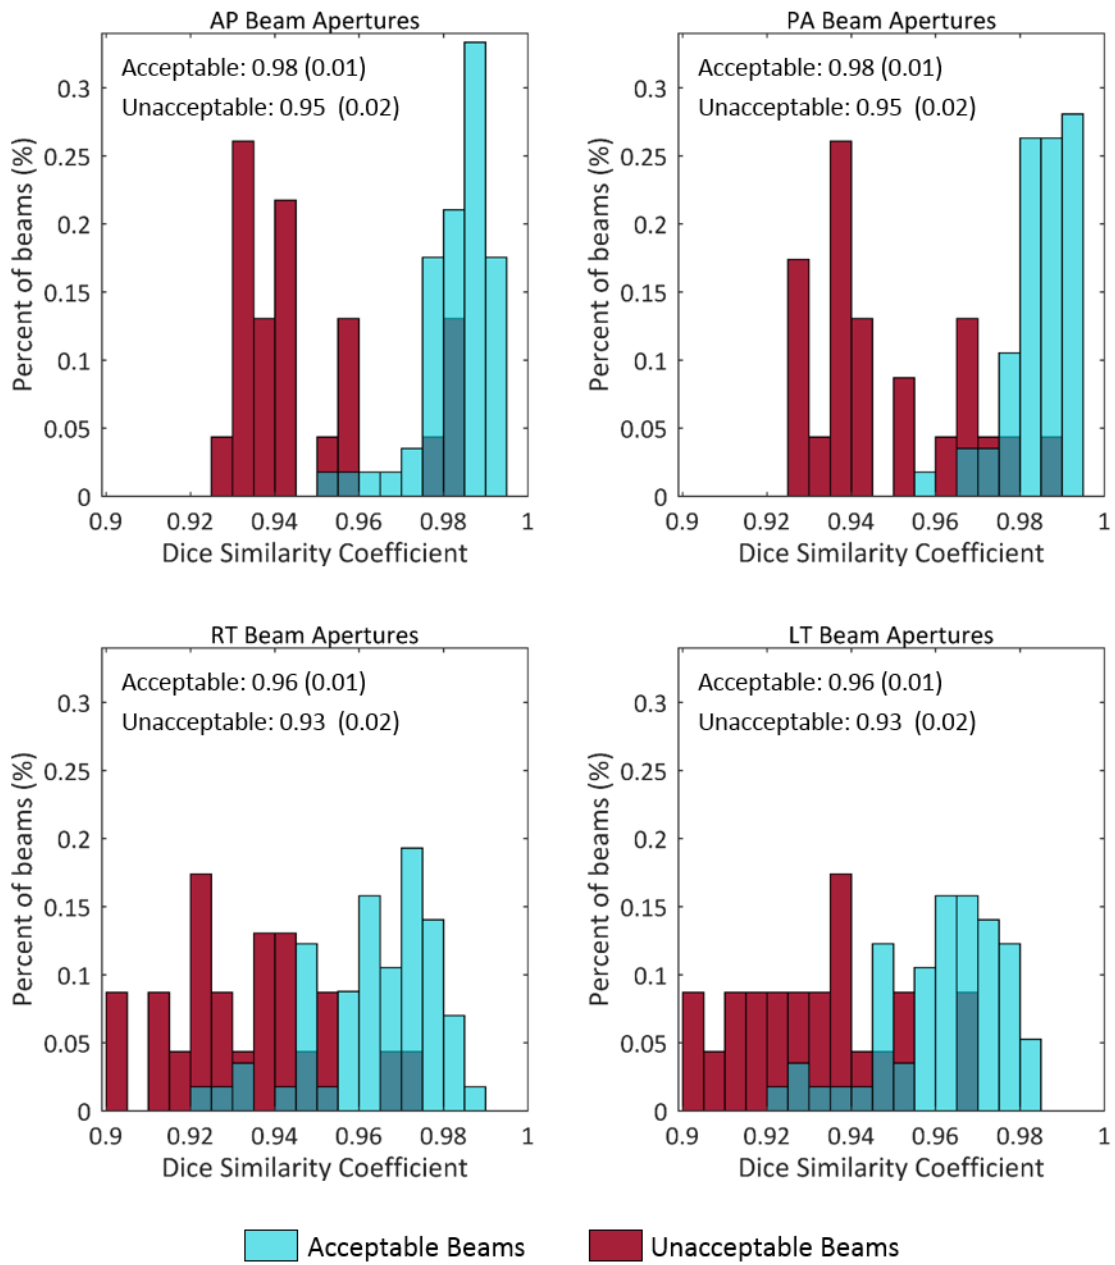 AP Beam Apertures
Acceptable: 0.98 (0.01)
Unacceptable: 0.95 (0.02)
Percent of beams (%)
0.3
0.25
0.2
0.15
0.1
0.05
0
0.9 0.92 0.94 0.96 0.98 1
Dice Similarity Coefficient
PA Beam Apertures
Acceptable: 0.98 (0.01)
Unacceptable: 0.95 (0.02)
Percent of beams (%)
0.3
0.25
0.2
0.15
0.1
0.05
0
0.9 0.92 0.94 0.96 0.98 1
Dice Similarity Coefficient
RT Beam Apertures
Acceptable: 0.96 (0.01)
Unacceptable: 0.93 (0.02)
Percent of beams (%)
0.3
0.25
0.2
0.15
0.1
0.05
0
0.9 0.92 0.94 0.96 0.98 1
Dice Similarity Coefficient
LT Beam Apertures
Acceptable: 0.96 (0.01)
Unacceptable: 0.93 (0.02)
Percent of beams (%)
0.3
0.25
0.2
0.15
0.1
0.05
0
0.9 0.92 0.94 0.96 0.98 1
Dice Similarity Coefficient
Acceptable Beams
Unacceptable Beams